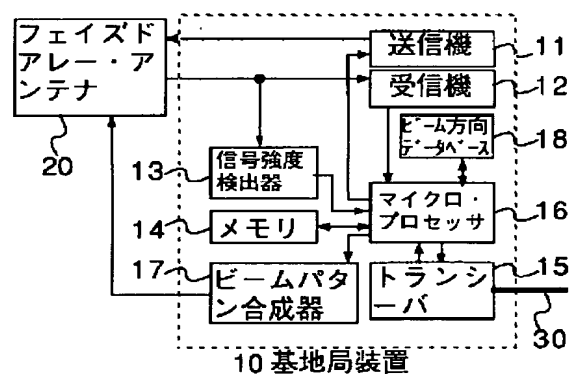 フェイズド
アレー・ア
ンテナ
20
送信機
11
受信機
12
ビーム方向
データベース
18
信号強度
検出器
13
メモリ
14
マイクロ・
プロセッサ
16
ビームパタ
ン合成器
17
トランシ
ーバ
15
30
10基地局装置